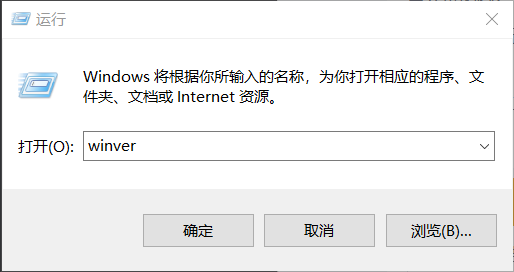 运行
Windows 将根据你所输入的名称，为你打开相应的程序、文
件夹、文档或 Internet 资源。
打开(O): winver
确定 取消 浏览(B)...